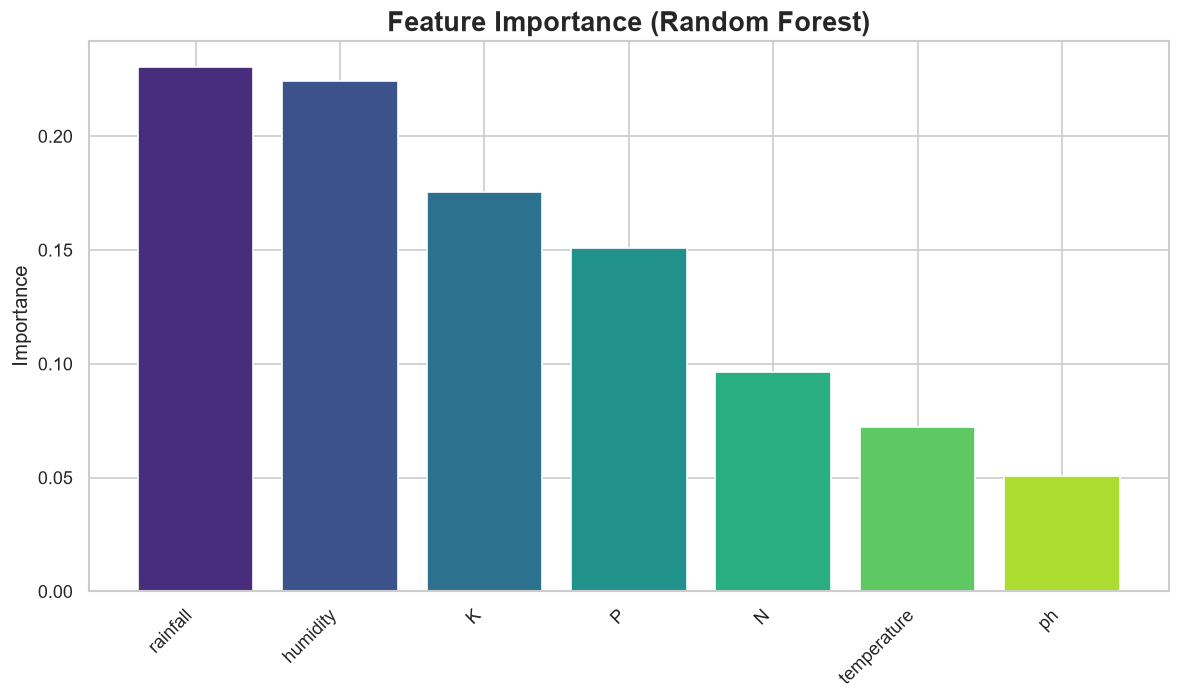 Feature Importance (Random Forest)
Importance
0.20
0.15
0.10
0.05
0.00
rainfall
humidity
K
P
N
temperature
ph